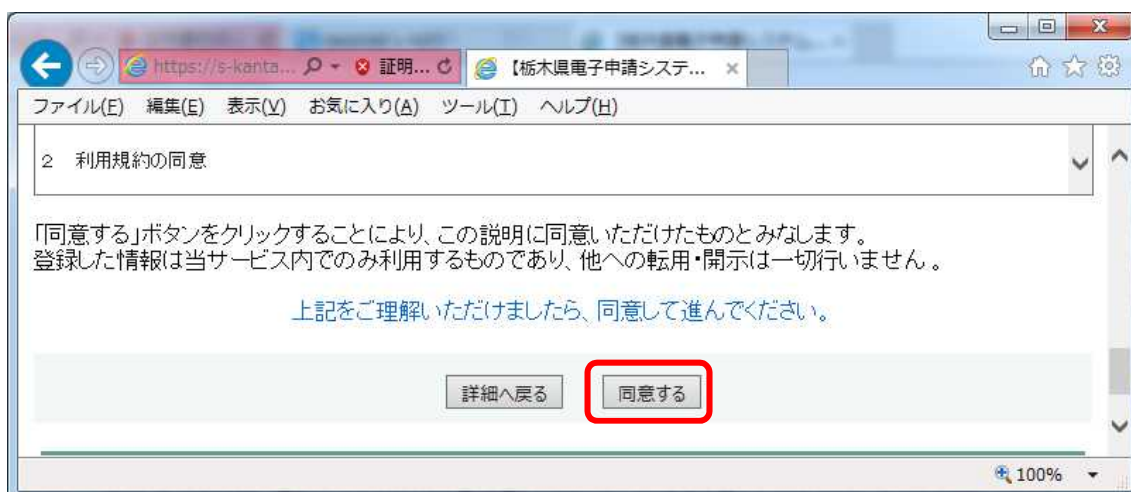 https://s-kanta... 証明... 【栃木県電子申請システ...
ファイル(F) 編集(E) 表示(V) お気に入り(A) ツール(T) ヘルプ(H)
2 利用規約の同意
「同意する」ボタンをクリックすることにより、この説明に同意いただけたものとみなします。
登録した情報は当サービス内でのみ利用するものであり、他への転用・開示は一切行いません。
上記をご理解いただけましたら、同意して進んでください。
詳細へ戻る 同意する
100%